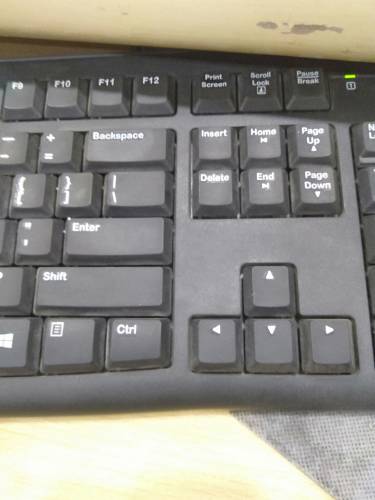 F9 F10 F11 F12 Print Screen Scroll Lock Pause Break 1
- + = Backspace Insert Home Page Up
Delete End Page Down
Enter
Shift
Ctrl